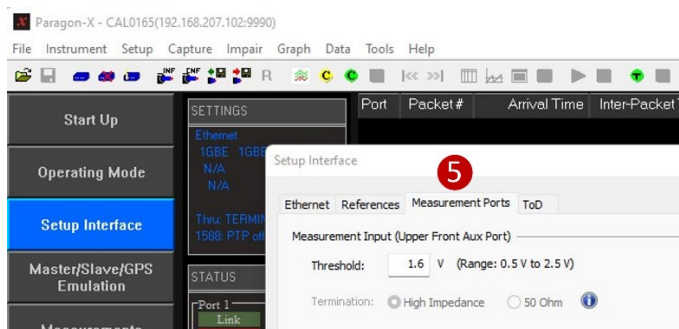 Paragon-X - CAL0165(192.168.207.102:9990)
File Instrument Setup Capture Impair Graph Data Tools Help
INF CNF R C C
Start Up
SETTINGS
Port Packet# Arrival Time Inter-Packet
Ethernet
1GBE 1GBE
N/A
N/A
Operating Mode
Setup Interface
5
Ethernet References Measurement Ports ToD
Setup Interface
Thru: TERMIN
1588: PTP off
Measurement Input (Upper Front Aux Port)
Threshold: 1.6 V (Range: 0.5 V to 2.5 V)
Master/Slave/GPS
Emulation
STATUS
Termination: High Impedance 50 Ohm
Port 1
Link